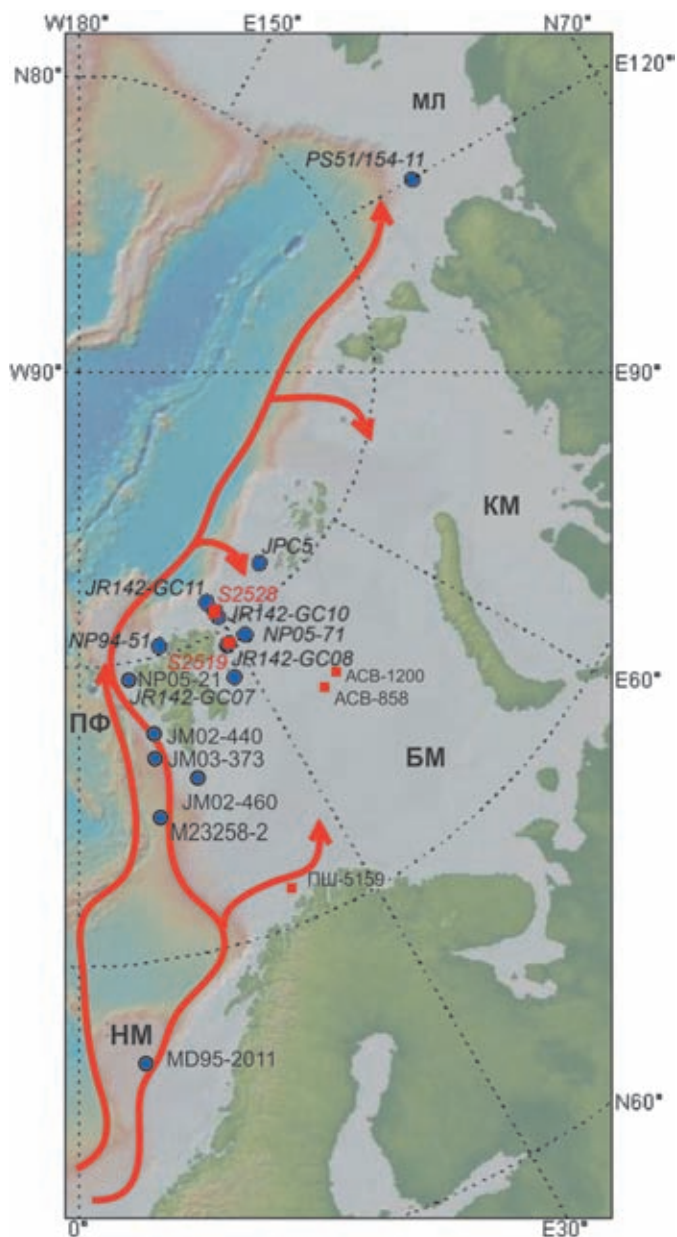 W180° E150° N70°
N80° E120°
МЛ
PS51/154-11
W90° E90°
КМ
JPC5
JR142-GC11 S2528
JR142-GC10
NP94-51 NP05-71
S2519 JR142-GC08
NP05-21 АСВ-1200
JR142-GC07 АСВ-858
E60°
ПФ
JM02-440
БМ
JM03-373
JM02-460
M23258-2
ПШ-5159
НМ
MD95-2011
N60°
0° E30°